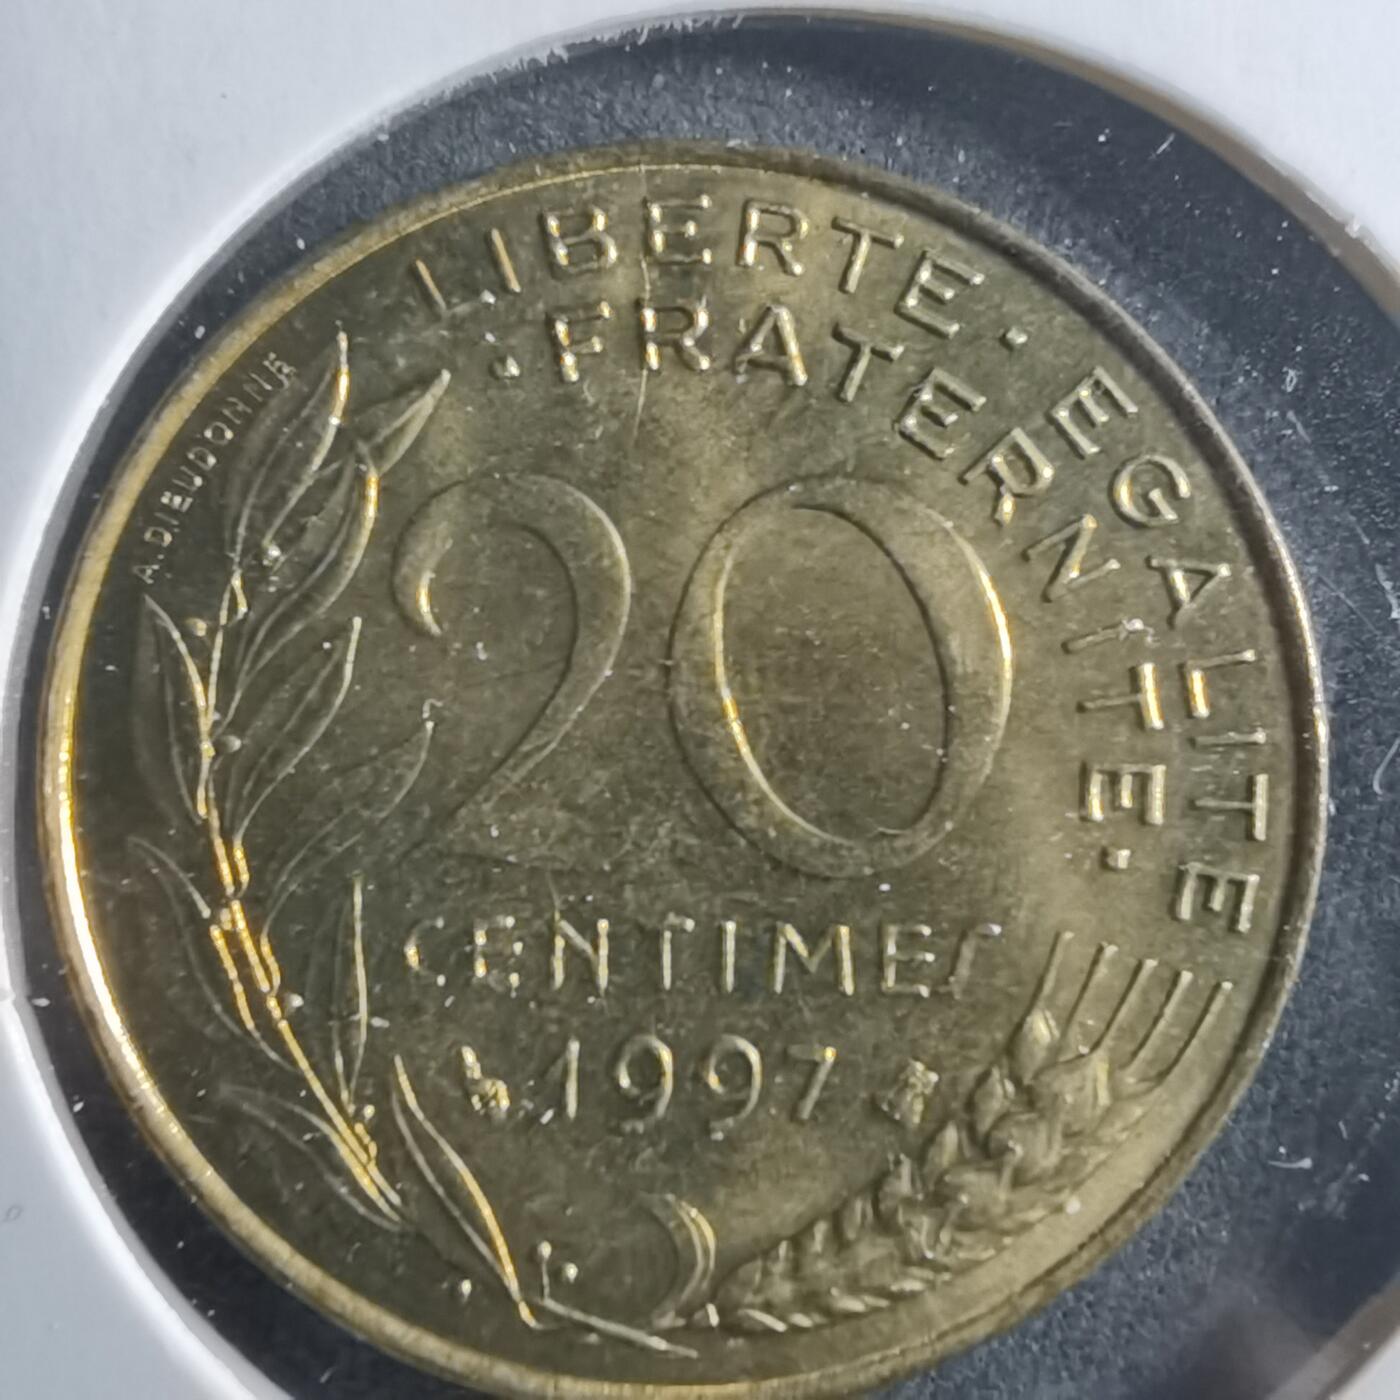 LIBERTE · EGALITE
· FRATERNITE ·
A. DIEUDONNE
20
CENTIMES
1997